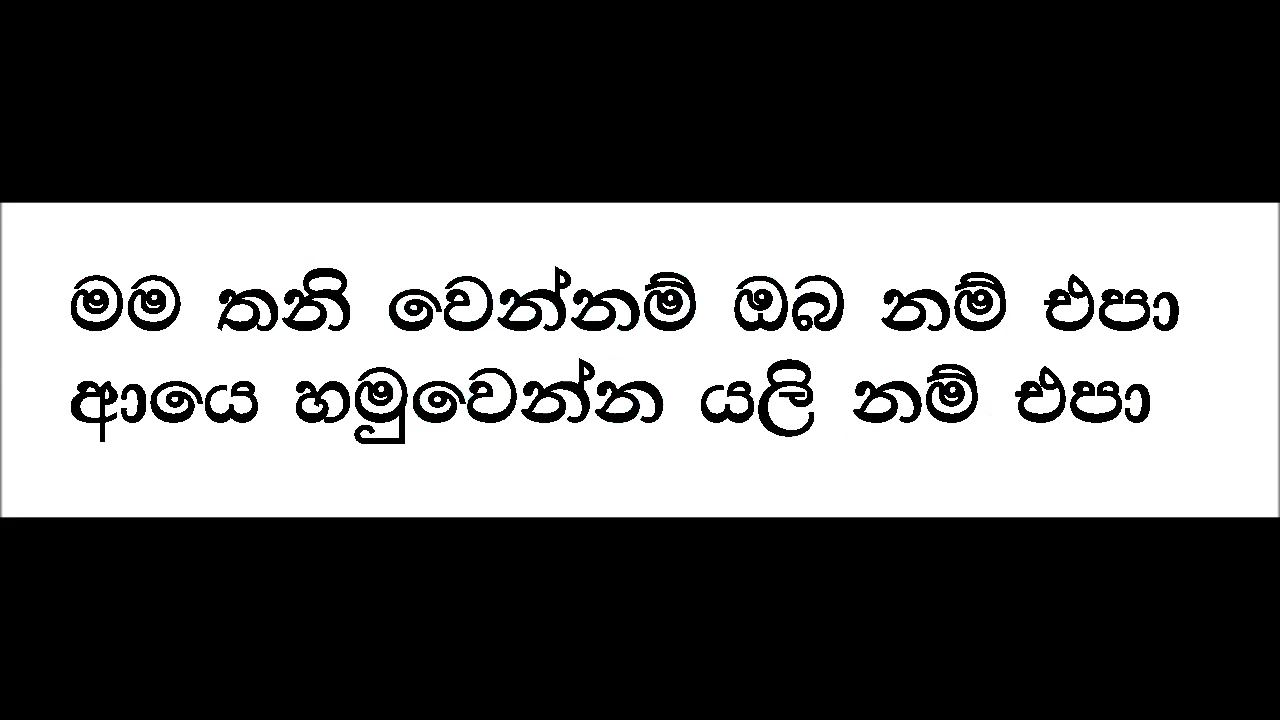 මම තනි වෙන්නම් ඔබ නම් එපා
ආයෙ හමුවෙන්න යලි නම් එපා